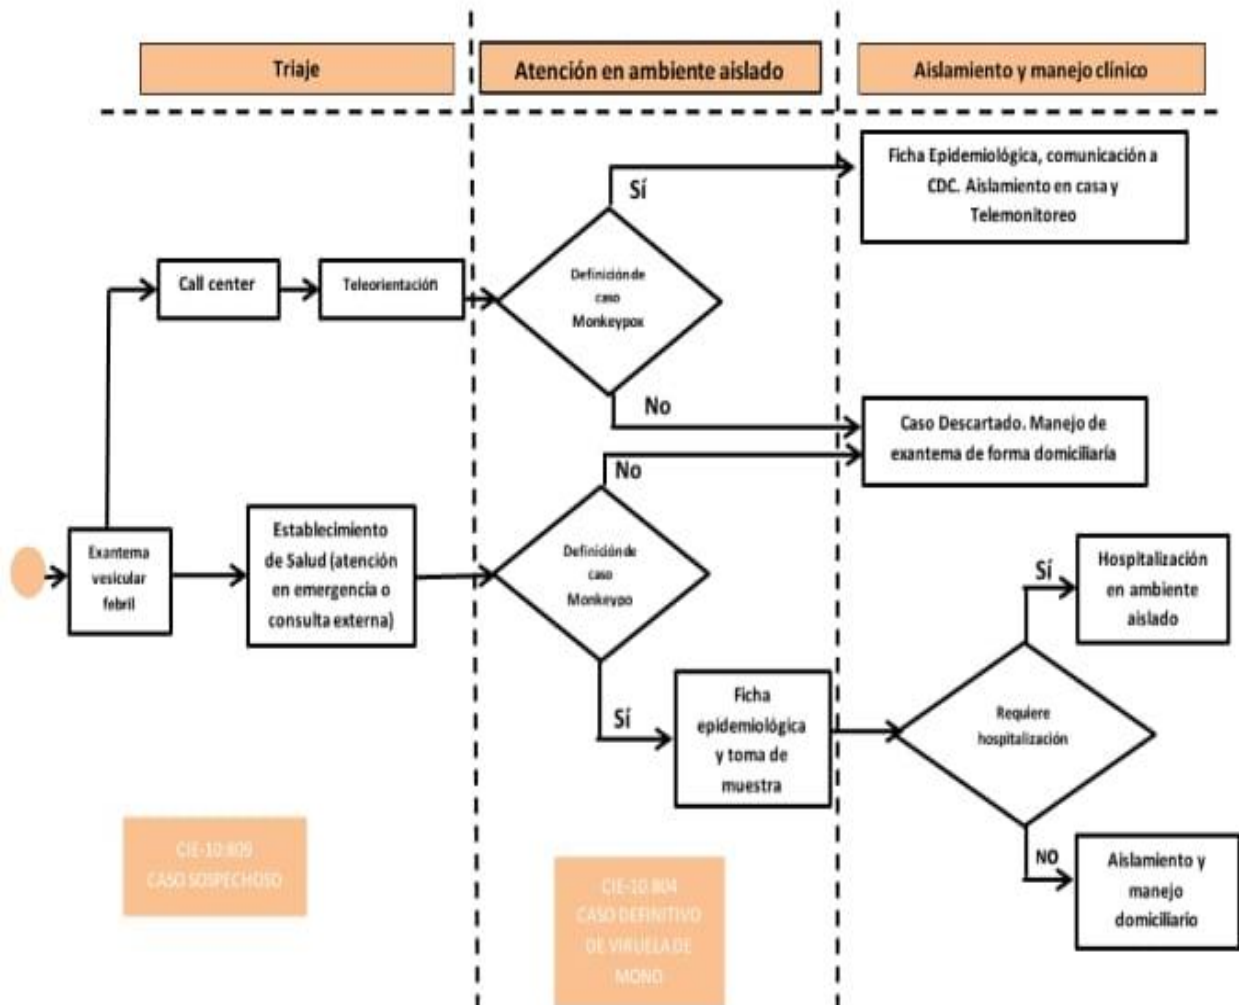 Triaje
Atención en ambiente aislado
Aislamiento y manejo clínico
Ficha Epidemiológica, comunicación a
CDC. Aislamiento en casa y
Telemonitoreo
Sí
Call center
Teleorientación
Definición de
caso
Monkeypox
No
Caso Descartado. Manejo de
exantema de forma domiciliaría
No
Exantema
vesicular
febril
Establecimiento
de Salud (atención
en emergencia o
consulta externa)
Definición de
caso
Monkeypo
Sí
Ficha
epidemiológica
y toma de
muestra
Requiere
hospitalización
Sí
Hospitalización
en ambiente
aislado
NO
Aislamiento y
manejo
domiciliario
CIE-10:B09
CASO SOSPECHOSO
CIE-10.B04
CASO DEFINITIVO
DE VIRUELA DE
MONO